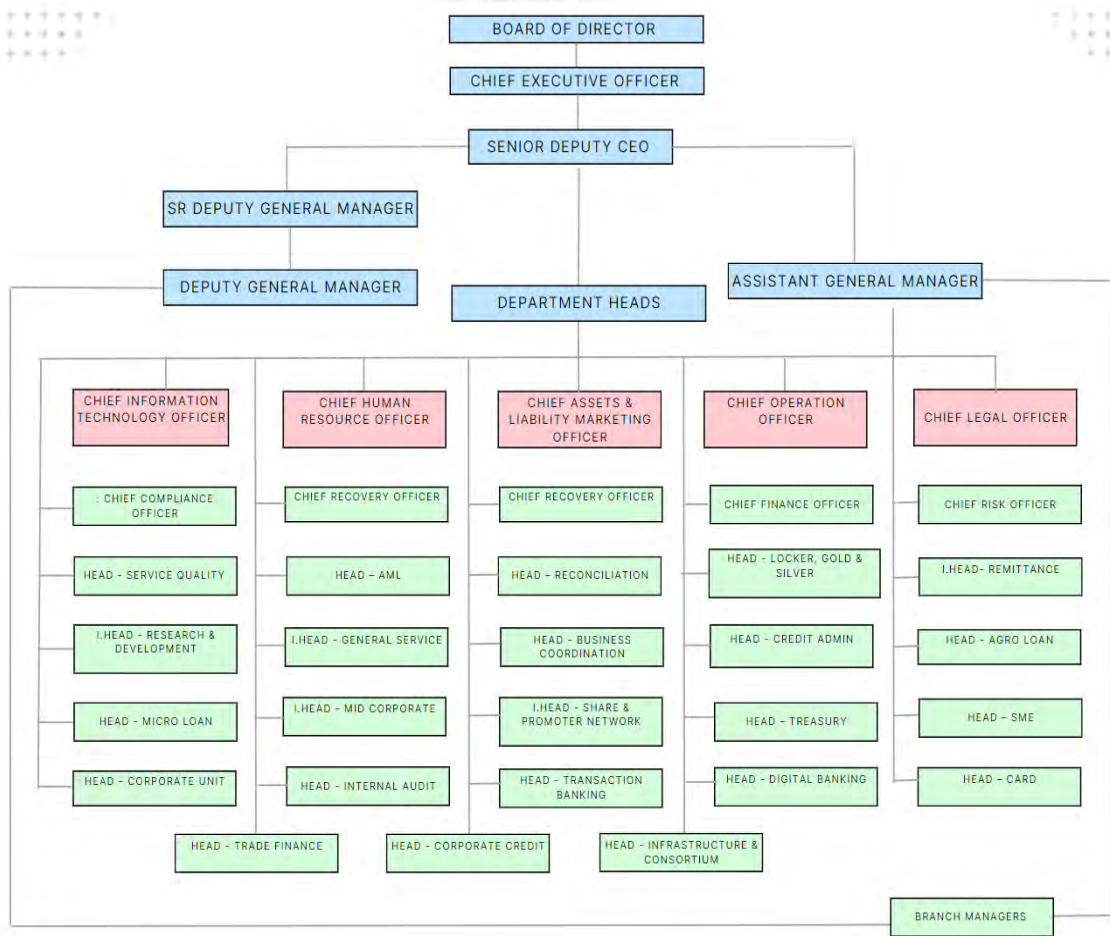 BOARD OF DIRECTOR
CHIEF EXECUTIVE OFFICER
SENIOR DEPUTY CEO
SR DEPUTY GENERAL MANAGER
DEPUTY GENERAL MANAGER
ASSISTANT GENERAL MANAGER
DEPARTMENT HEADS
CHIEF INFORMATION
TECHNOLOGY OFFICER
CHIEF HUMAN
RESOURCE OFFICER
CHIEF ASSETS &
LIABILITY MARKETING
OFFICER
CHIEF OPERATION
OFFICER
CHIEF LEGAL OFFICER
: CHIEF COMPLIANCE
OFFICER
CHIEF RECOVERY OFFICER
CHIEF RECOVERY OFFICER
CHIEF FINANCE OFFICER
CHIEF RISK OFFICER
HEAD - SERVICE QUALITY
HEAD – AML
HEAD - RECONCILIATION
HEAD - LOCKER, GOLD &
SILVER
I.HEAD- REMITTANCE
I.HEAD - RESEARCH &
DEVELOPMENT
I.HEAD - GENERAL SERVICE
HEAD - BUSINESS
COORDINATION
HEAD - CREDIT ADMIN
HEAD - AGRO LOAN
HEAD - MICRO LOAN
I.HEAD - MID CORPORATE
I.HEAD - SHARE &
PROMOTER NETWORK
HEAD – TREASURY
HEAD – SME
HEAD - CORPORATE UNIT
HEAD - INTERNAL AUDIT
HEAD - TRANSACTION
BANKING
HEAD - DIGITAL BANKING
HEAD – CARD
HEAD - TRADE FINANCE
HEAD - CORPORATE CREDIT
HEAD - INFRASTRUCTURE &
CONSORTIUM
BRANCH MANAGERS